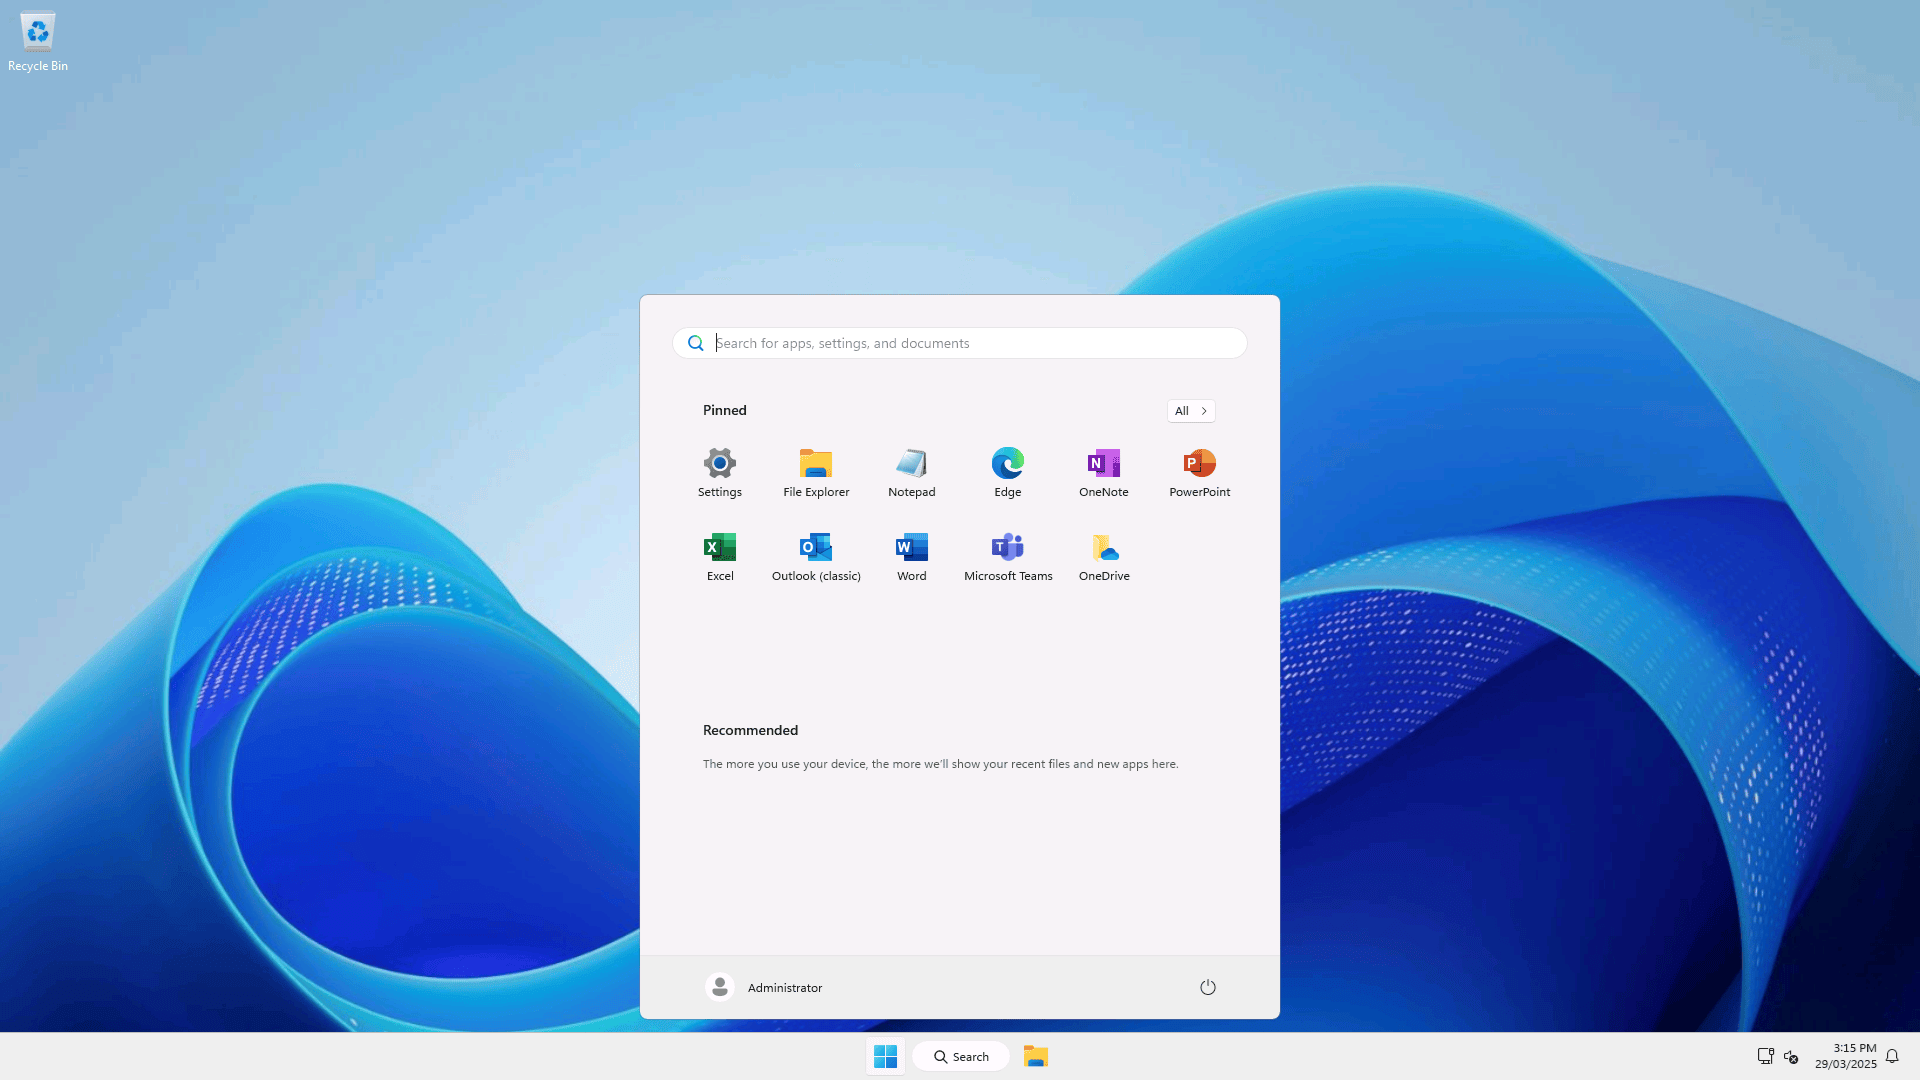 Recycle Bin
Search for apps, settings, and documents
Pinned
All
Settings
File Explorer
Notepad
Edge
OneNote
PowerPoint
Excel
Outlook (classic)
Word
Microsoft Teams
OneDrive
Recommended
The more you use your device, the more we'll show your recent files and new apps here.
Administrator
Search
3:15 PM
29/03/2025